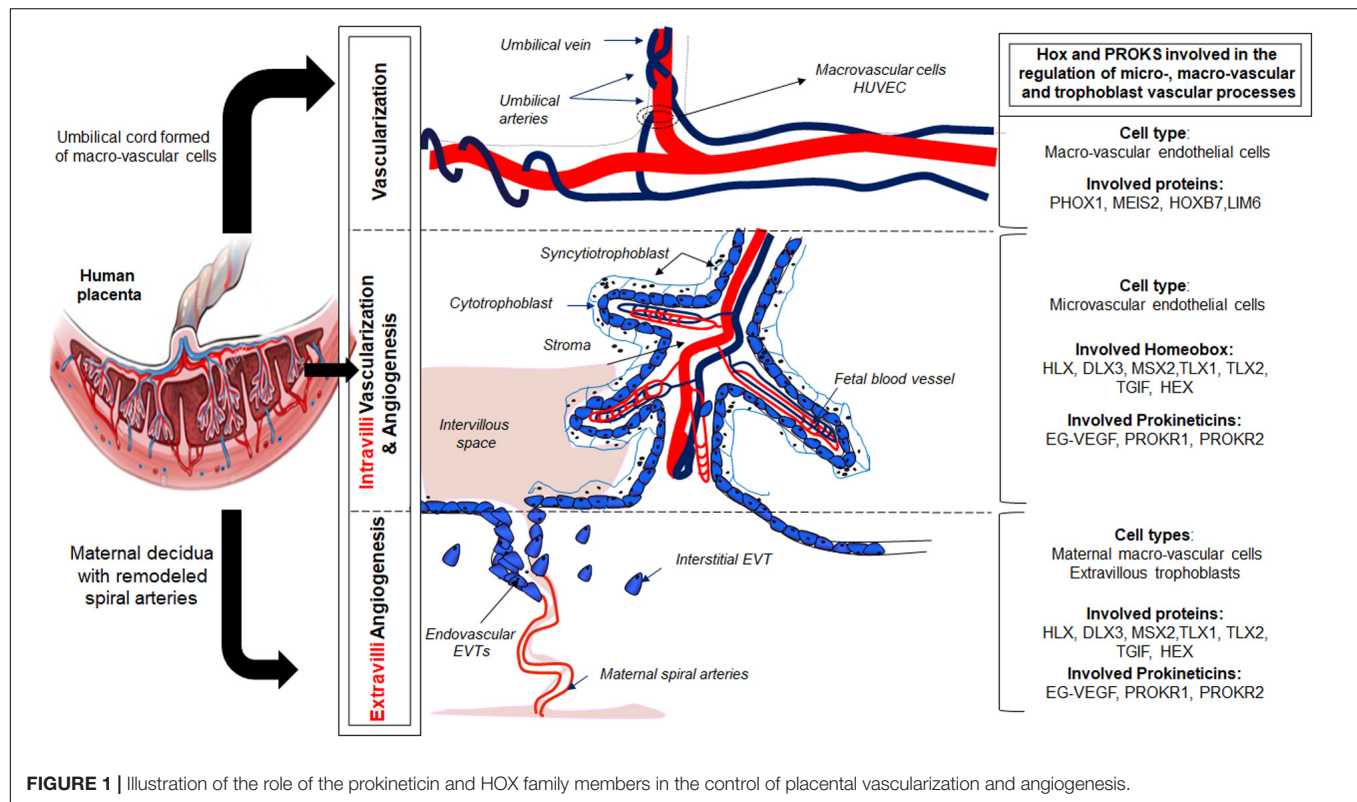 Umbilical cord formed
of macro-vascular cells
Human
placenta
Maternal decidua
with remodeled
spiral arteries
Vascularization
Intravilli Vascularization
& Angiogenesis
Extravilli Angiogenesis
Umbilical vein
Umbilical
arteries
Macrovascular cells
HUVEC
Syncytiotrophoblast
Cytotrophoblast
Stroma
Fetal blood vessel
Intervillous
space
Interstitial EVT
Endovascular
EVTs
Maternal spiral arteries
Hox and PROKS involved in the
regulation of micro-, macro-vascular
and trophoblast vascular processes
Cell type:
Macro-vascular endothelial cells
Involved proteins:
PHOX1, MEIS2, HOXB7,LIM6
Cell type:
Microvascular endothelial cells
Involved Homeobox:
HLX, DLX3, MSX2,TLX1, TLX2,
TGIF, HEX
Involved Prokineticins:
EG-VEGF, PROKR1, PROKR2
Cell types:
Maternal macro-vascular cells
Extravillous trophoblasts
Involved proteins:
HLX, DLX3, MSX2,TLX1, TLX2,
TGIF, HEX
Involved Prokineticins:
EG-VEGF, PROKR1, PROKR2
FIGURE 1 | Illustration of the role of the prokineticin and HOX family members in the control of placental vascularization and angiogenesis.